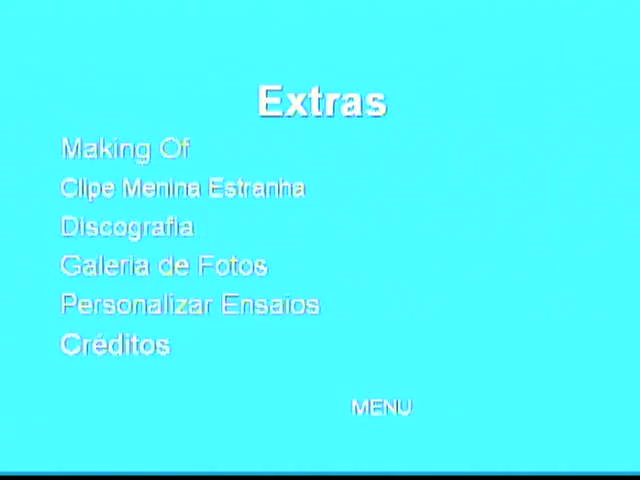 Extras
Making Of
Clipe Menina Estranha
Discografia
Galeria de Fotos
Personalizar Ensaios
Créditos
MENU